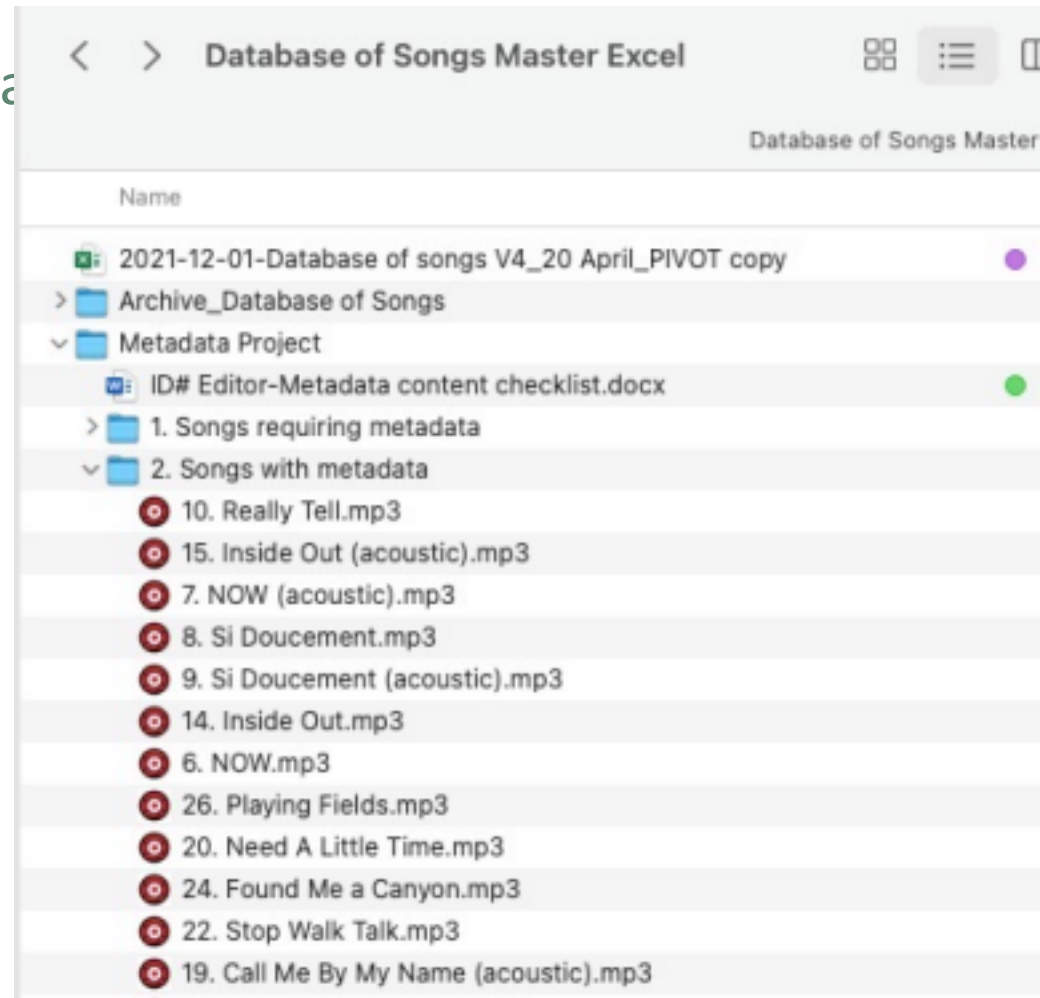 Database of Songs Master Excel
Database of Songs Master
Name
2021-12-01-Database of songs V4_20 April_PIVOT copy
Archive_Database of Songs
Metadata Project
ID# Editor-Metadata content checklist.docx
1. Songs requiring metadata
2. Songs with metadata
10. Really Tell.mp3
15. Inside Out (acoustic).mp3
7. NOW (acoustic).mp3
8. Si Doucement.mp3
9. Si Doucement (acoustic).mp3
14. Inside Out.mp3
6. NOW.mp3
26. Playing Fields.mp3
20. Need A Little Time.mp3
24. Found Me a Canyon.mp3
22. Stop Walk Talk.mp3
19. Call Me By My Name (acoustic).mp3